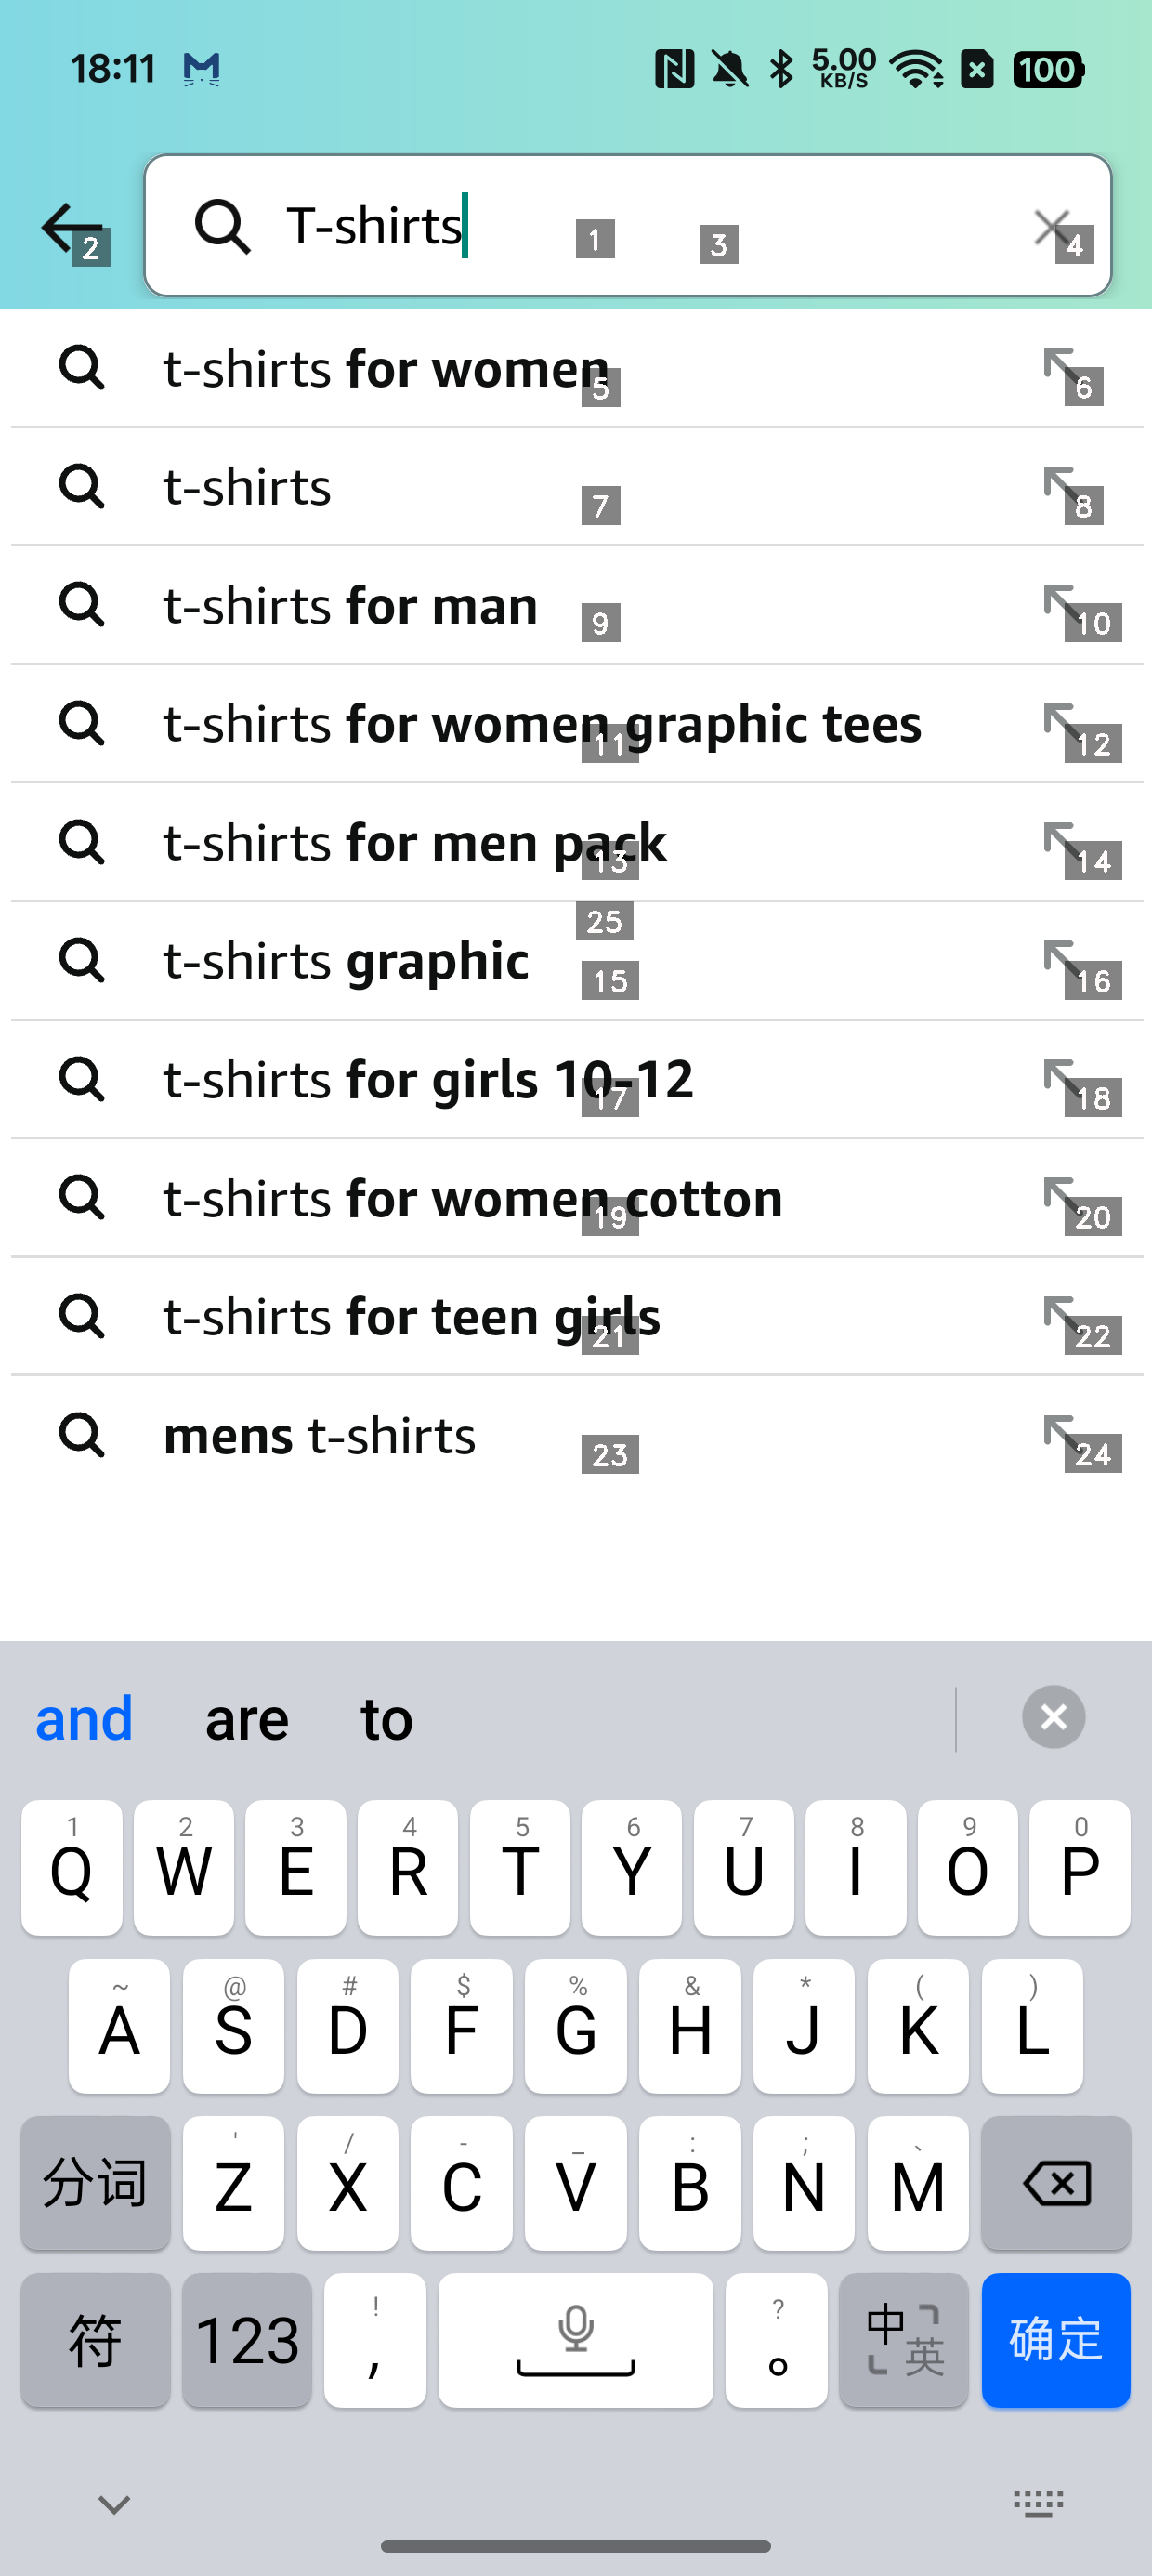 18:11 5.00 KB/S 100
T-shirts
1
2
3
4
t-shirts for women
5
6
t-shirts
7
8
t-shirts for man
9
10
t-shirts for women graphic tees
11
12
t-shirts for men pack
13
14
25
t-shirts graphic
15
16
t-shirts for girls 10-12
17
18
t-shirts for women cotton
19
20
t-shirts for teen girls
21
22
mens t-shirts
23
24
and are to
1 2 3 4 5 6 7 8 9 0
Q W E R T Y U I O P
~ @ # $ % & * ( )
A S D F G H J K L
' / - _ : ; 、
分词 Z X C V B N M
! ?
符 123 , 。 中 英 确定